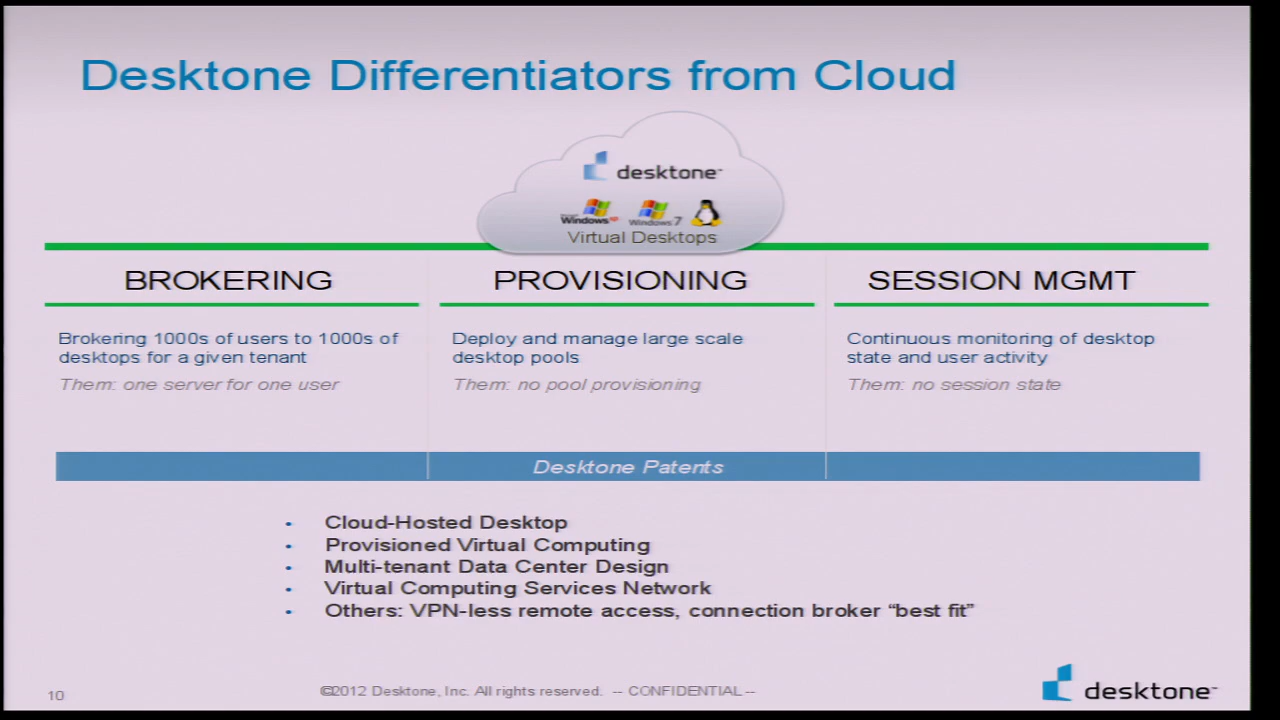 Desktone Differentiators from Cloud
desktone
Microsoft Windows xp Windows 7
Virtual Desktops
BROKERING PROVISIONING SESSION MGMT
Brokering 1000s of users to 1000s of
desktops for a given tenant
Them: one server for one user
Deploy and manage large scale
desktop pools
Them: no pool provisioning
Continuous monitoring of desktop
state and user activity
Them: no session state
Desktone Patents
• Cloud-Hosted Desktop
• Provisioned Virtual Computing
• Multi-tenant Data Center Design
• Virtual Computing Services Network
• Others: VPN-less remote access, connection broker “best fit”
10 ©2012 Desktone, Inc. All rights reserved. -- CONFIDENTIAL -- desktone™